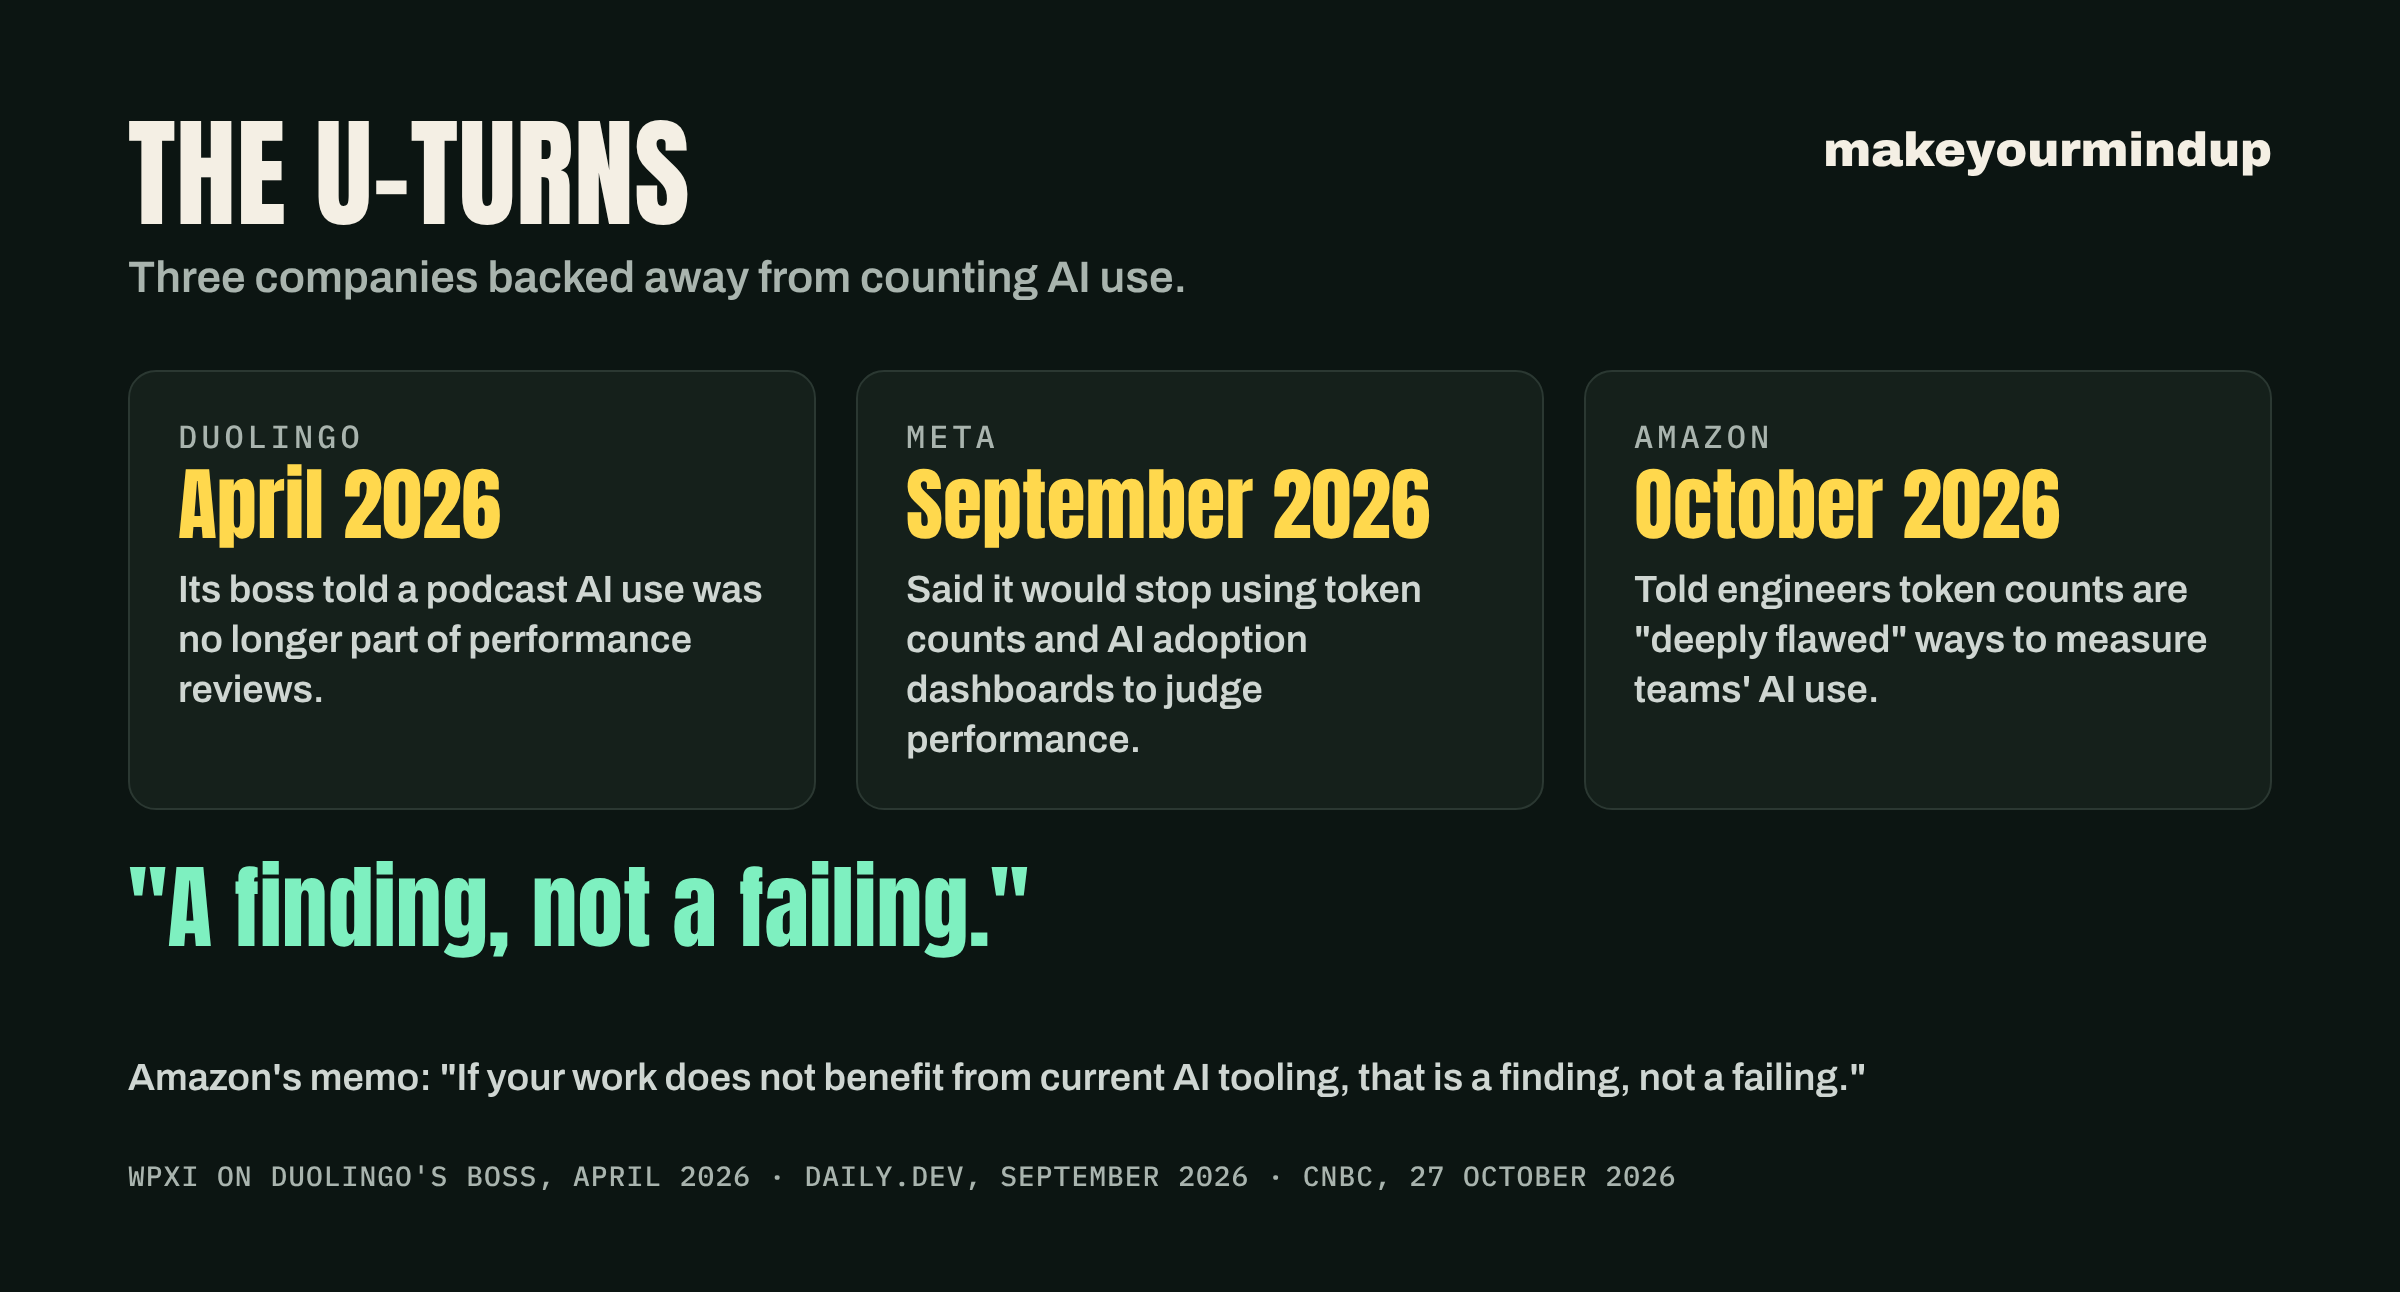 THE U-TURNS
makeyourmindup
Three companies backed away from counting AI use.
DUOLINGO
April 2026
Its boss told a podcast AI use was
no longer part of performance
reviews.
META
September 2026
Said it would stop using token
counts and AI adoption
dashboards to judge
performance.
AMAZON
October 2026
Told engineers token counts are
"deeply flawed" ways to measure
teams' AI use.
"A finding, not a failing."
Amazon's memo: "If your work does not benefit from current AI tooling, that is a finding, not a failing."
WPXI ON DUOLINGO'S BOSS, APRIL 2026 · DAILY.DEV, SEPTEMBER 2026 · CNBC, 27 OCTOBER 2026